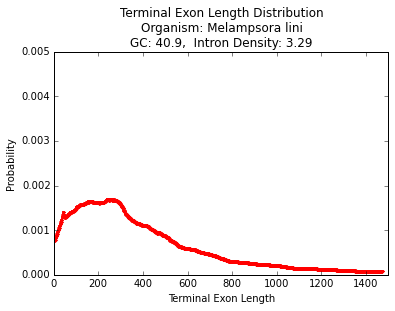 Terminal Exon Length Distribution
Organism: Melampsora lini
GC: 40.9,  Intron Density: 3.29
0.005
0.004
0.003
0.002
0.001
0.000
Probability
0 200 400 600 800 1000 1200 1400
Terminal Exon Length